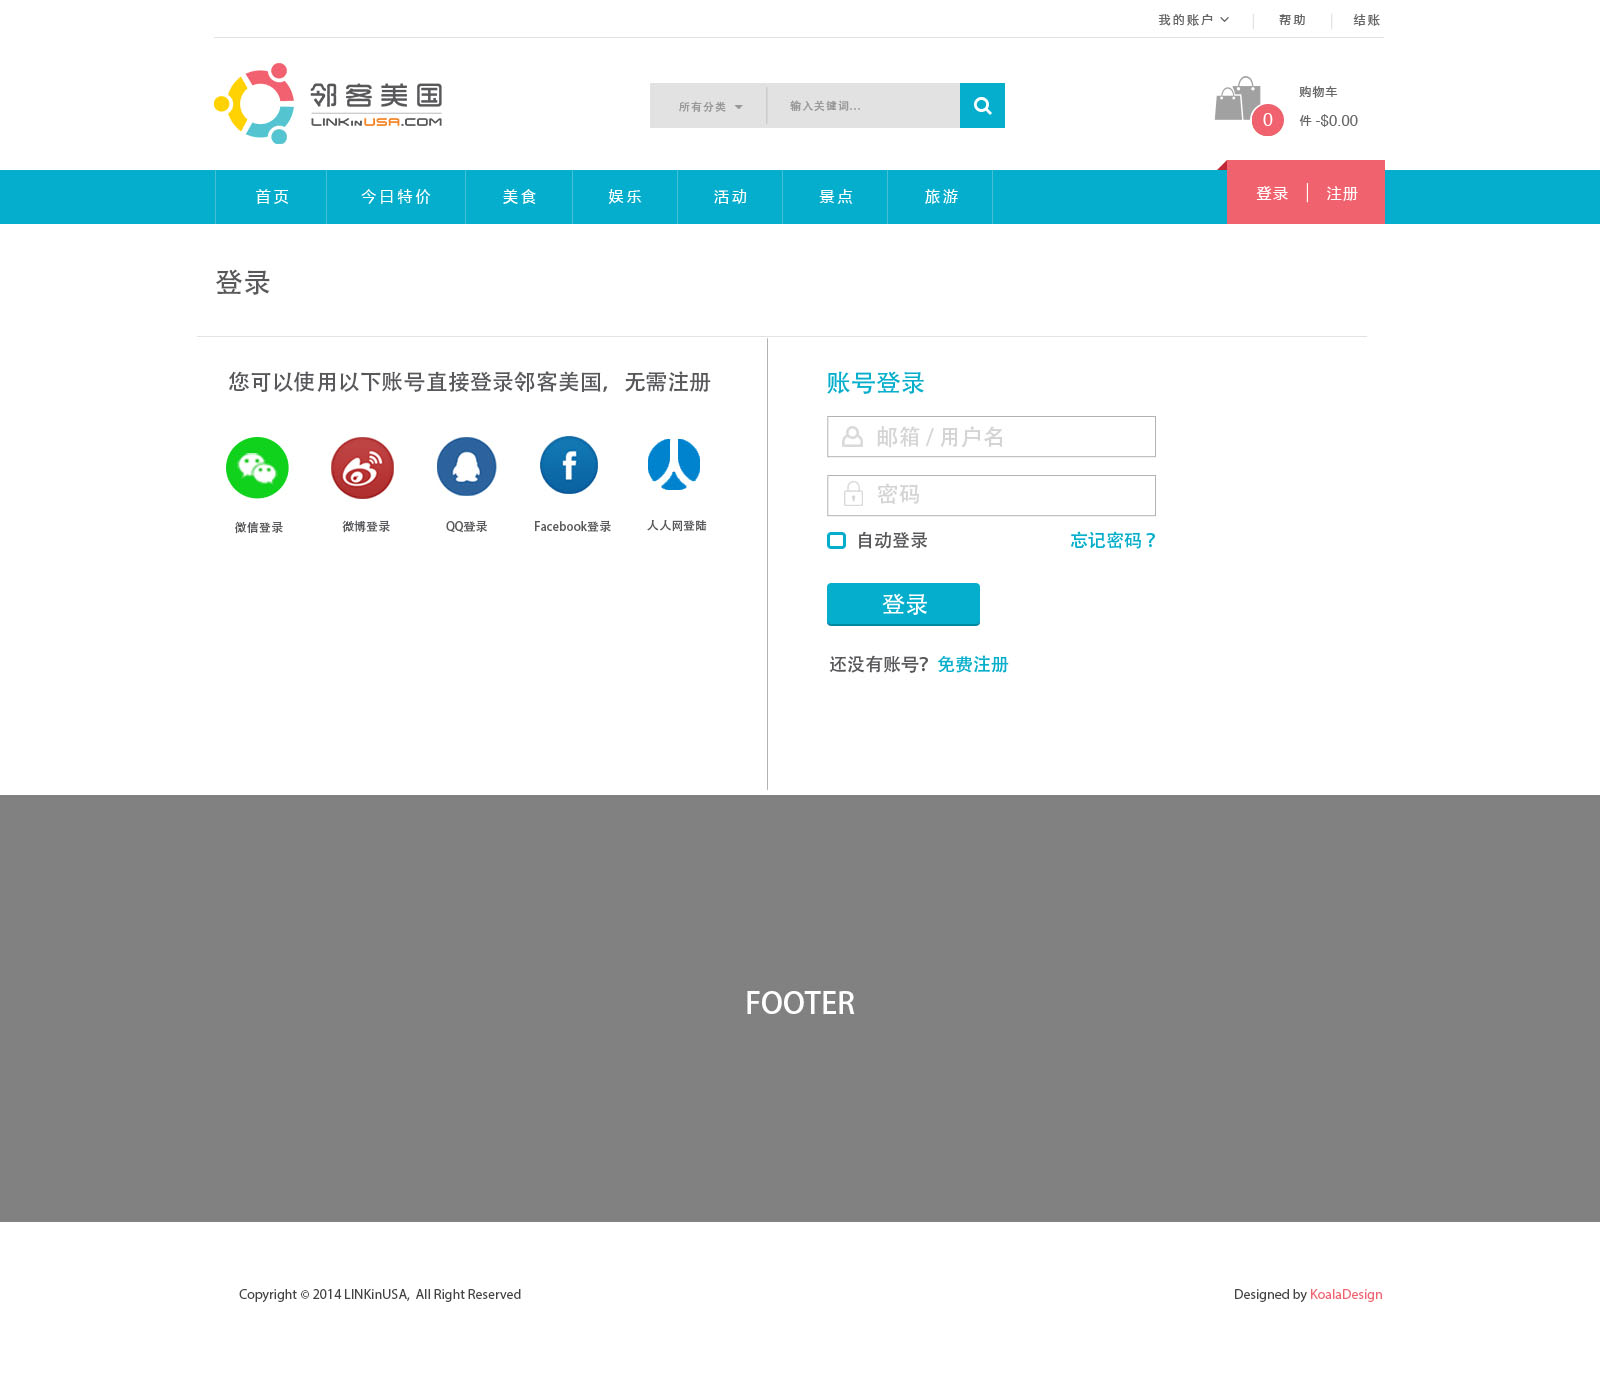 我的账户 帮助 结账
邻客美国
LINKinUSA.COM
所有分类 输入关键词...
购物车
0 件 -$0.00
首页 今日特价 美食 娱乐 活动 景点 旅游 登录 注册
登录
您可以使用以下账号直接登录邻客美国，无需注册
微信登录 微博登录 QQ登录 Facebook登录 人人网登陆
账号登录
邮箱 / 用户名
密码
自动登录 忘记密码？
登录
还没有账号？免费注册
FOOTER
Copyright © 2014 LINKinUSA, All Right Reserved Designed by KoalaDesign